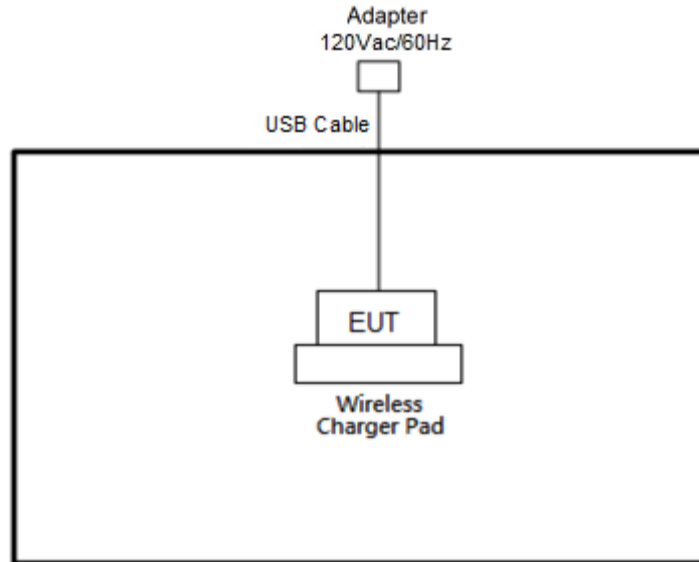 Adapter
120Vac/60Hz
USB Cable
EUT
Wireless
Charger Pad